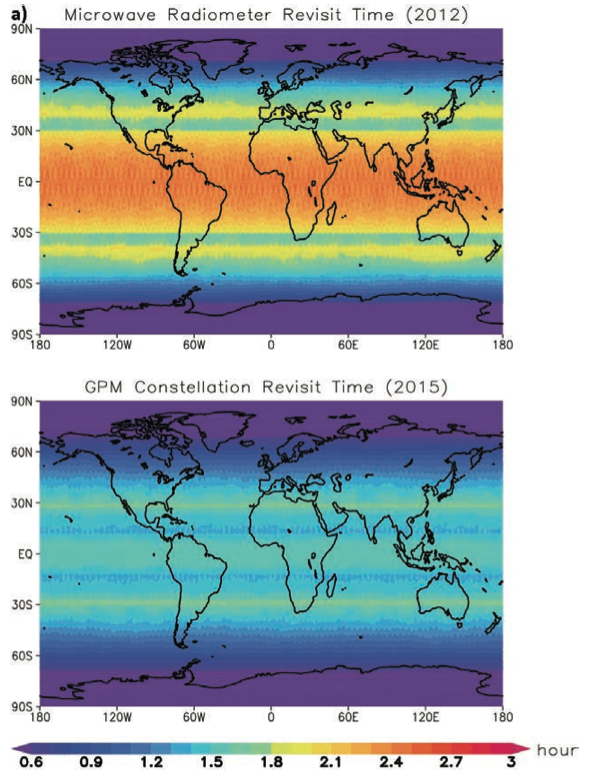 a) Microwave Radiometer Revisit Time (2012)
90N
60N
30N
EQ
30S
60S
90S
180 120W 60W 0 60E 120E 180
GPM Constellation Revisit Time (2015)
90N
60N
30N
EQ
30S
60S
90S
180 120W 60W 0 60E 120E 180
hour
0.6 0.9 1.2 1.5 1.8 2.1 2.4 2.7 3